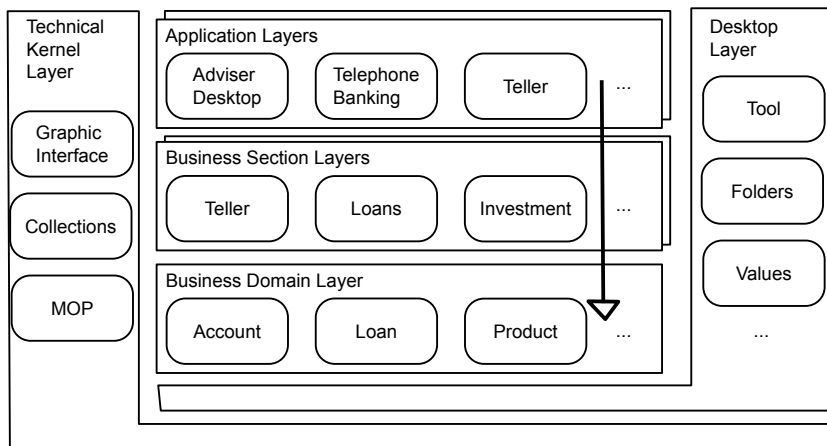 Technical
Kernel
Layer
Graphic
Interface
Collections
MOP
Application Layers
Adviser
Desktop
Telephone
Banking
Teller
...
Business Section Layers
Teller
Loans
Investment
...
Business Domain Layer
Account
Loan
Product
...
Desktop
Layer
Tool
Folders
Values
...